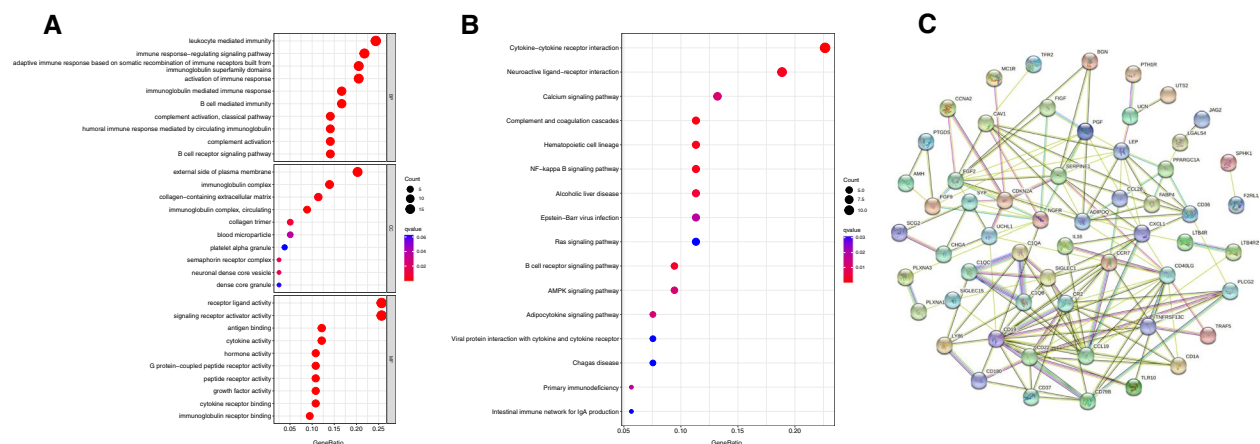 A
leukocyte mediated immunity
immune response−regulating signaling pathway
adaptive immune response based on somatic recombination of immune receptors built from
immunoglobulin superfamily domains
activation of immune response
immunoglobulin mediated immune response
B cell mediated immunity
complement activation, classical pathway
humoral immune response mediated by circulating immunoglobulin
complement activation
B cell receptor signaling pathway
BP
external side of plasma membrane
immunoglobulin complex
collagen−containing extracellular matrix
immunoglobulin complex, circulating
collagen trimer
blood microparticle
platelet alpha granule
semaphorin receptor complex
neuronal dense core vesicle
dense core granule
CC
receptor ligand activity
signaling receptor activator activity
antigen binding
cytokine activity
hormone activity
G protein−coupled peptide receptor activity
peptide receptor activity
growth factor activity
cytokine receptor binding
immunoglobulin receptor binding
MF
0.05 0.10 0.15 0.20 0.25
GeneRatio
Count
5
10
15
qvalue
0.06
0.04
0.02
B
Cytokine−cytokine receptor interaction
Neuroactive ligand−receptor interaction
Calcium signaling pathway
Complement and coagulation cascades
Hematopoietic cell lineage
NF−kappa B signaling pathway
Alcoholic liver disease
Epstein−Barr virus infection
Ras signaling pathway
B cell receptor signaling pathway
AMPK signaling pathway
Adipocytokine signaling pathway
Viral protein interaction with cytokine and cytokine receptor
Chagas disease
Primary immunodeficiency
Intestinal immune network for IgA production
0.05 0.10 0.15 0.20
GeneRatio
Count
5.0
7.5
10.0
qvalue
0.03
0.02
0.01
C
TFR2
BGN
MC1R
PTH1R
UTS2
CCNA2
FIGF
UCN
CAV1
JAG2
PGF
PTGDS
LEP
LGALS4
SPHK1
SERPINE1
PPARGC1A
AMH
FGF2
CCL21
FABP4
F2RL1
FGF9
SYP
CDKN2A
CD36
NGFR
ADIPOQ
SCG2
UCHL1
CXCL1
CHGA
IL10
LTB4R
LTB4R2
C1QA
CCR7
PLXNA3
C1QC
SIGLEC1
CD40LG
PLXNA1
SIGLEC15
C1QB
CR2
PLCG2
TNFRSF13C
CD19
TRAF5
LY86
CD22
CCL19
CD1A
CD37
TLR10
CD79B